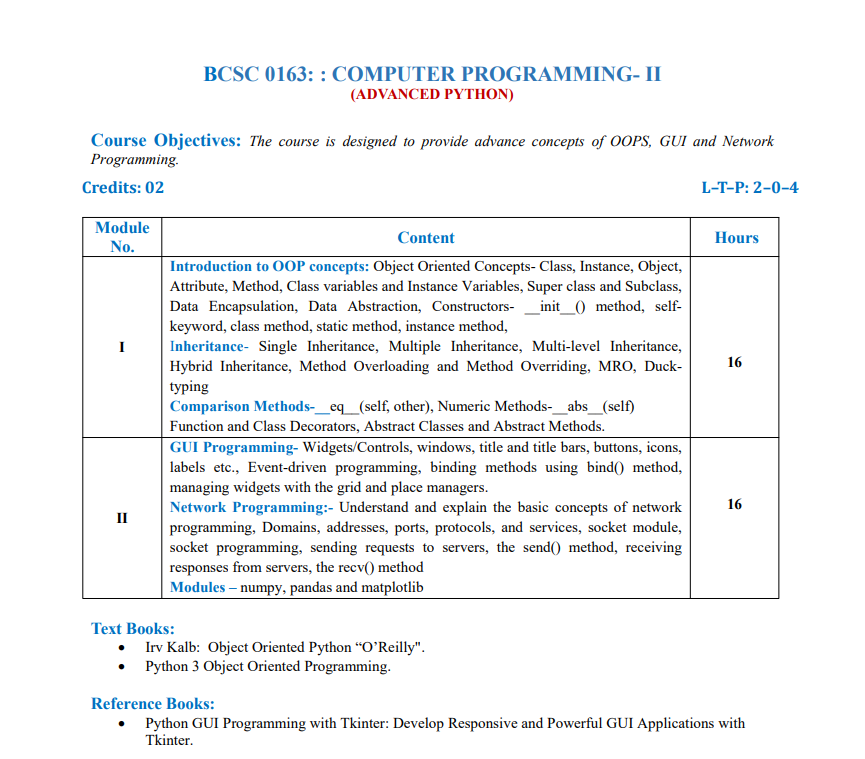 BCSC 0163: : COMPUTER PROGRAMMING- II
(ADVANCED PYTHON)
Course Objectives: The course is designed to provide advance concepts of OOPS, GUI and Network
Programming.
Credits: 02 L–T–P: 2–0–4
Module No. Content Hours
I
Introduction to OOP concepts: Object Oriented Concepts- Class, Instance, Object,
Attribute, Method, Class variables and Instance Variables, Super class and Subclass,
Data Encapsulation, Data Abstraction, Constructors- __init__() method, self-
keyword, class method, static method, instance method,
Inheritance- Single Inheritance, Multiple Inheritance, Multi-level Inheritance,
Hybrid Inheritance, Method Overloading and Method Overriding, MRO, Duck-
typing
Comparison Methods-__eq__(self, other), Numeric Methods-__abs__(self)
Function and Class Decorators, Abstract Classes and Abstract Methods.
16
II
GUI Programming- Widgets/Controls, windows, title and title bars, buttons, icons,
labels etc., Event-driven programming, binding methods using bind() method,
managing widgets with the grid and place managers.
Network Programming:- Understand and explain the basic concepts of network
programming, Domains, addresses, ports, protocols, and services, socket module,
socket programming, sending requests to servers, the send() method, receiving
responses from servers, the recv() method
Modules – numpy, pandas and matplotlib
16
Text Books:
• Irv Kalb: Object Oriented Python “O’Reilly".
• Python 3 Object Oriented Programming.
Reference Books:
• Python GUI Programming with Tkinter: Develop Responsive and Powerful GUI Applications with
Tkinter.